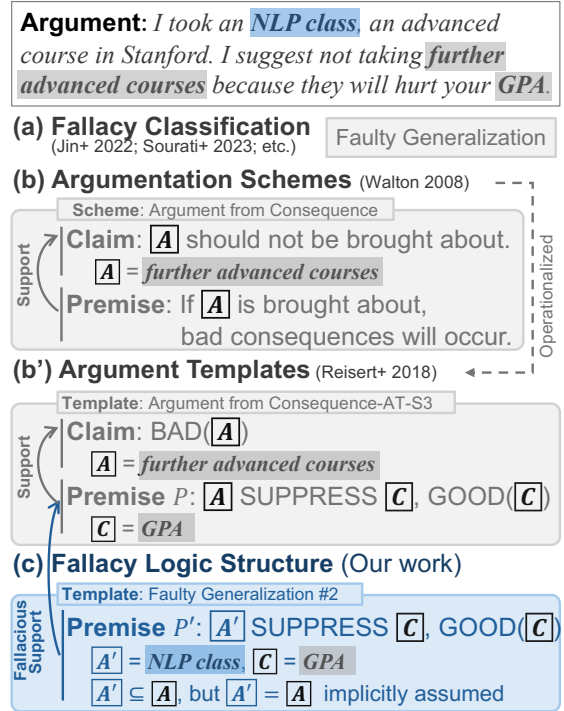 Argument: I took an NLP class, an advanced
course in Stanford. I suggest not taking further
advanced courses because they will hurt your GPA.
(a) Fallacy Classification
(Jin+ 2022; Sourati+ 2023; etc.)
Faulty Generalization
(b) Argumentation Schemes (Walton 2008)
Scheme: Argument from Consequence
Support
Claim: A should not be brought about.
A = further advanced courses
Premise: If A is brought about,
bad consequences will occur.
Operationalized
(b') Argument Templates (Reisert+ 2018)
Template: Argument from Consequence-AT-S3
Support
Claim: BAD(A)
A = further advanced courses
Premise P: A SUPPRESS C, GOOD(C)
C = GPA
(c) Fallacy Logic Structure (Our work)
Template: Faulty Generalization #2
Fallacious
Support
Premise P′: A′ SUPPRESS C, GOOD(C)
A′ = NLP class, C = GPA
A′ ⊆ A, but A′ = A implicitly assumed